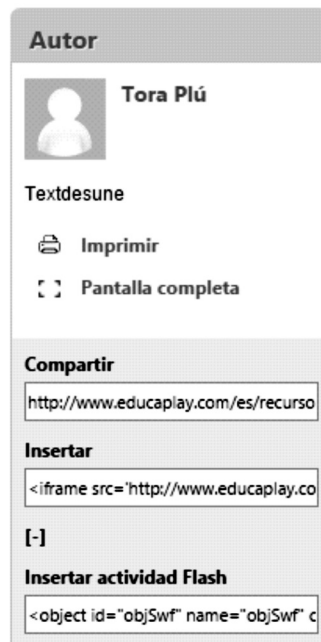 Autor
Tora Plú
Textdesune
Imprimir
Pantalla completa
Compartir
http://www.educaplay.com/es/recurso
Insertar
<iframe src='http://www.educaplay.co
[-]
Insertar actividad Flash
<object id="objSwf" name="objSwf" c